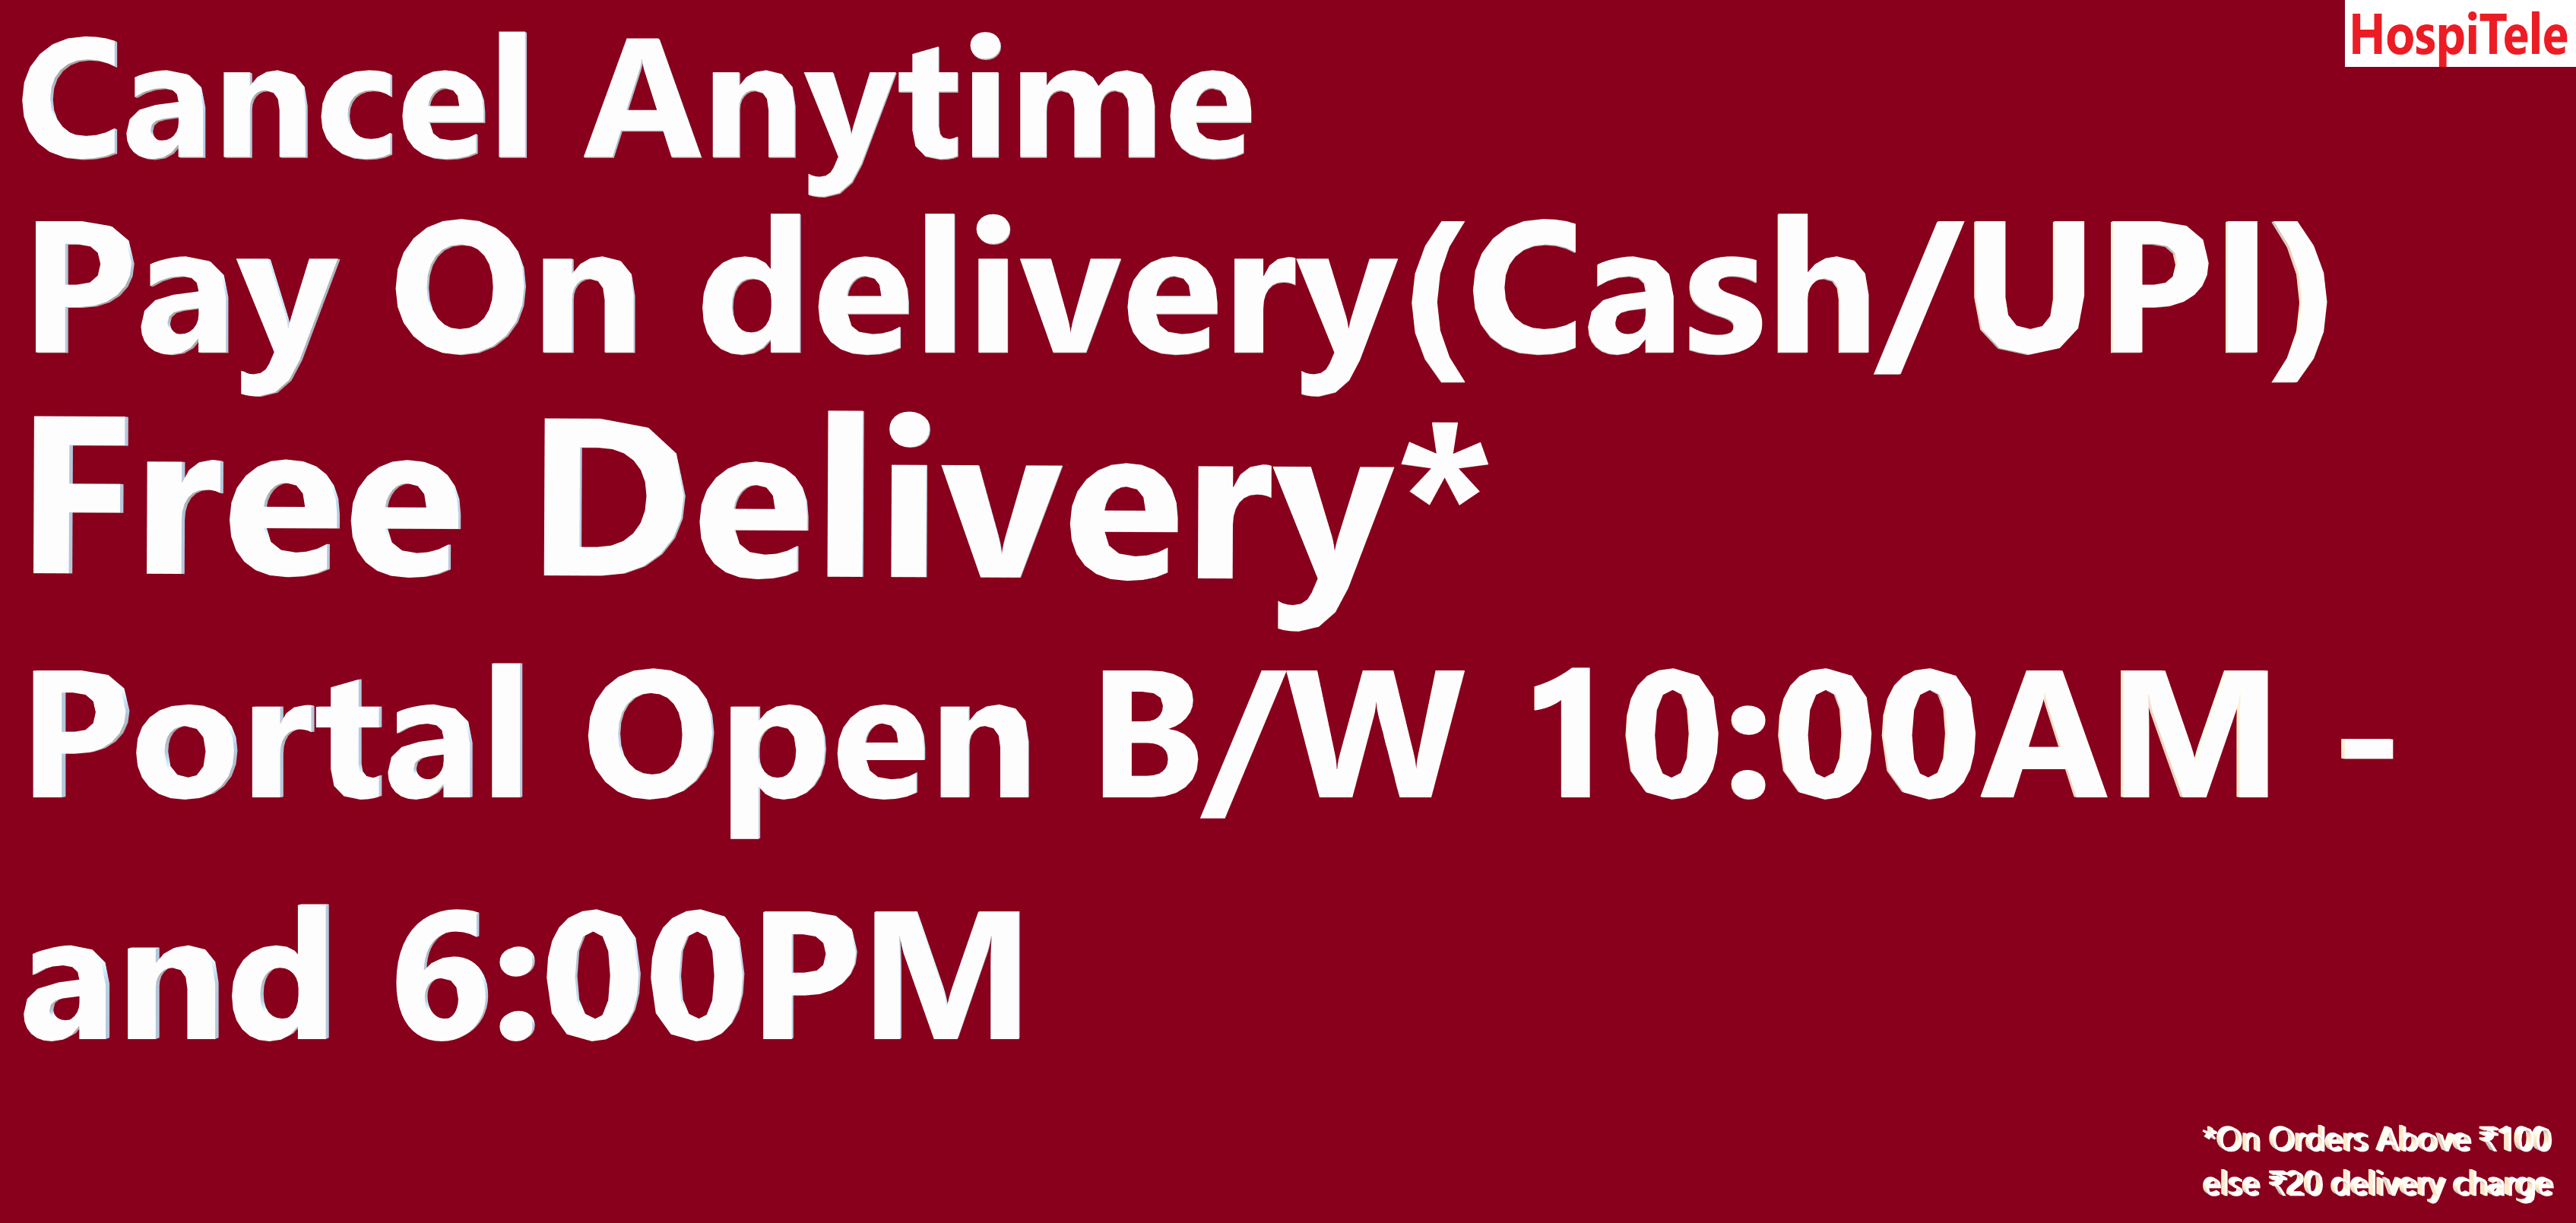 HospiTele
Cancel Anytime
Pay On delivery(Cash/UPI)
Free Delivery*
Portal Open B/W 10:00AM -
and 6:00PM
*On Orders Above ₹100
else ₹20 delivery charge